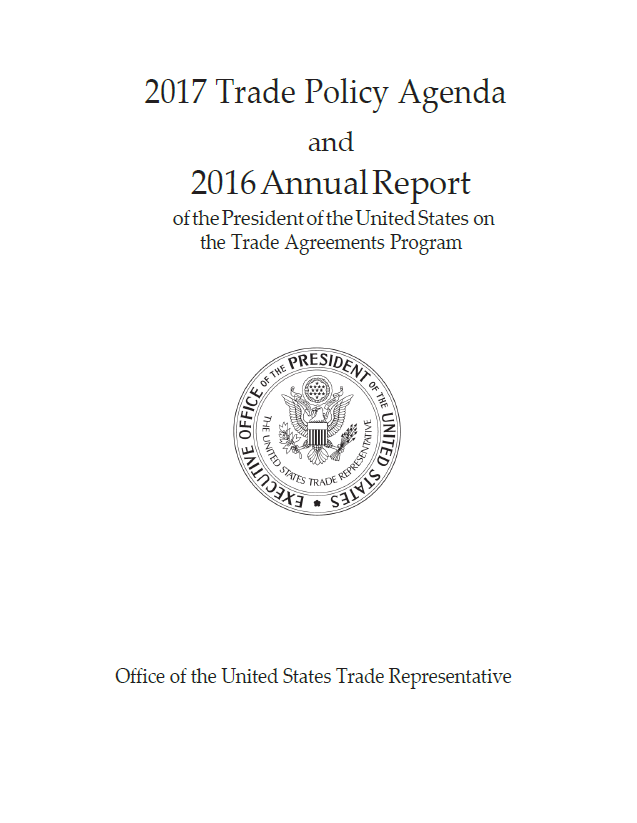 2017 Trade Policy Agenda
and
2016 Annual Report
of the President of the United States on
the Trade Agreements Program
EXECUTIVE OFFICE OF THE PRESIDENT OF THE UNITED STATES
THE UNITED STATES TRADE REPRESENTATIVE
Office of the United States Trade Representative